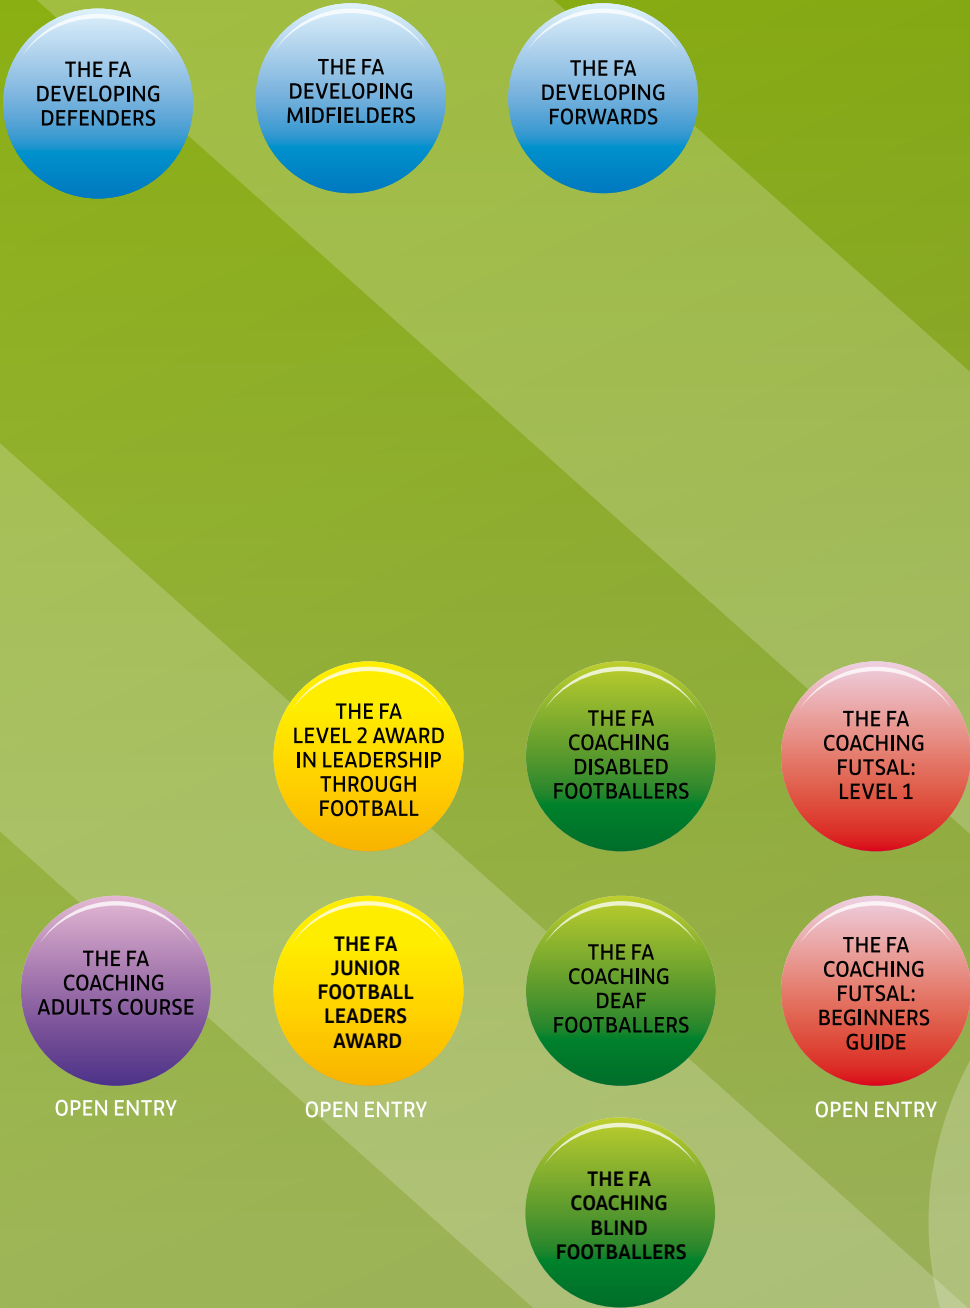 THE FA
DEVELOPING
DEFENDERS
THE FA
DEVELOPING
MIDFIELDERS
THE FA
DEVELOPING
FORWARDS
THE FA
LEVEL 2 AWARD
IN LEADERSHIP
THROUGH
FOOTBALL
THE FA
COACHING
DISABLED
FOOTBALLERS
THE FA
COACHING
FUTSAL:
LEVEL 1
THE FA
COACHING
ADULTS COURSE
OPEN ENTRY
THE FA
JUNIOR
FOOTBALL
LEADERS
AWARD
OPEN ENTRY
THE FA
COACHING
DEAF
FOOTBALLERS
THE FA
COACHING
FUTSAL:
BEGINNERS
GUIDE
OPEN ENTRY
THE FA
COACHING
BLIND
FOOTBALLERS